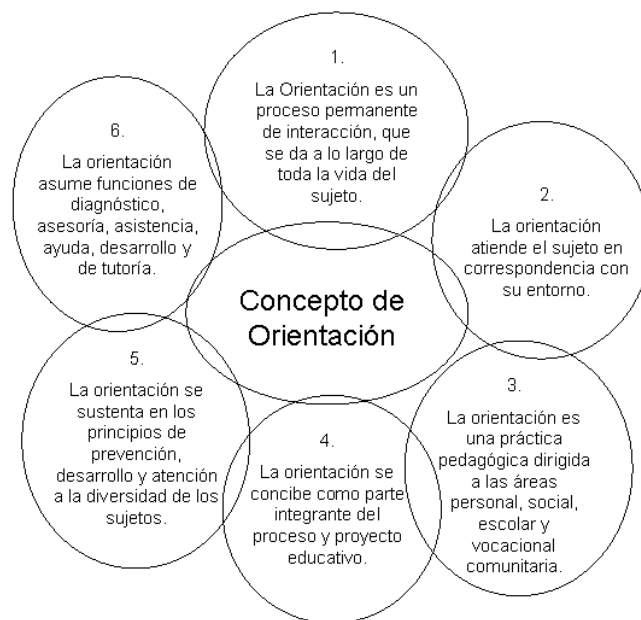 1.
La Orientación es un
proceso permanente
de interacción, que
se da a lo largo de
toda la vida del
sujeto.
2.
La orientación
atiende el sujeto en
correspondencia con
su entorno.
3.
La orientación es
una práctica
pedagógica dirigida
a las áreas
personal, social,
escolar y
vocacional
comunitaria.
4.
La orientación se
concibe como parte
integrante del
proceso y proyecto
educativo.
5.
La orientación se
sustenta en los
principios de
prevención,
desarrollo y atención
a la diversidad de los
sujetos.
6.
La orientación
asume funciones de
diagnóstico,
asesoría, asistencia,
ayuda, desarrollo y
de tutoría.
Concepto de
Orientación